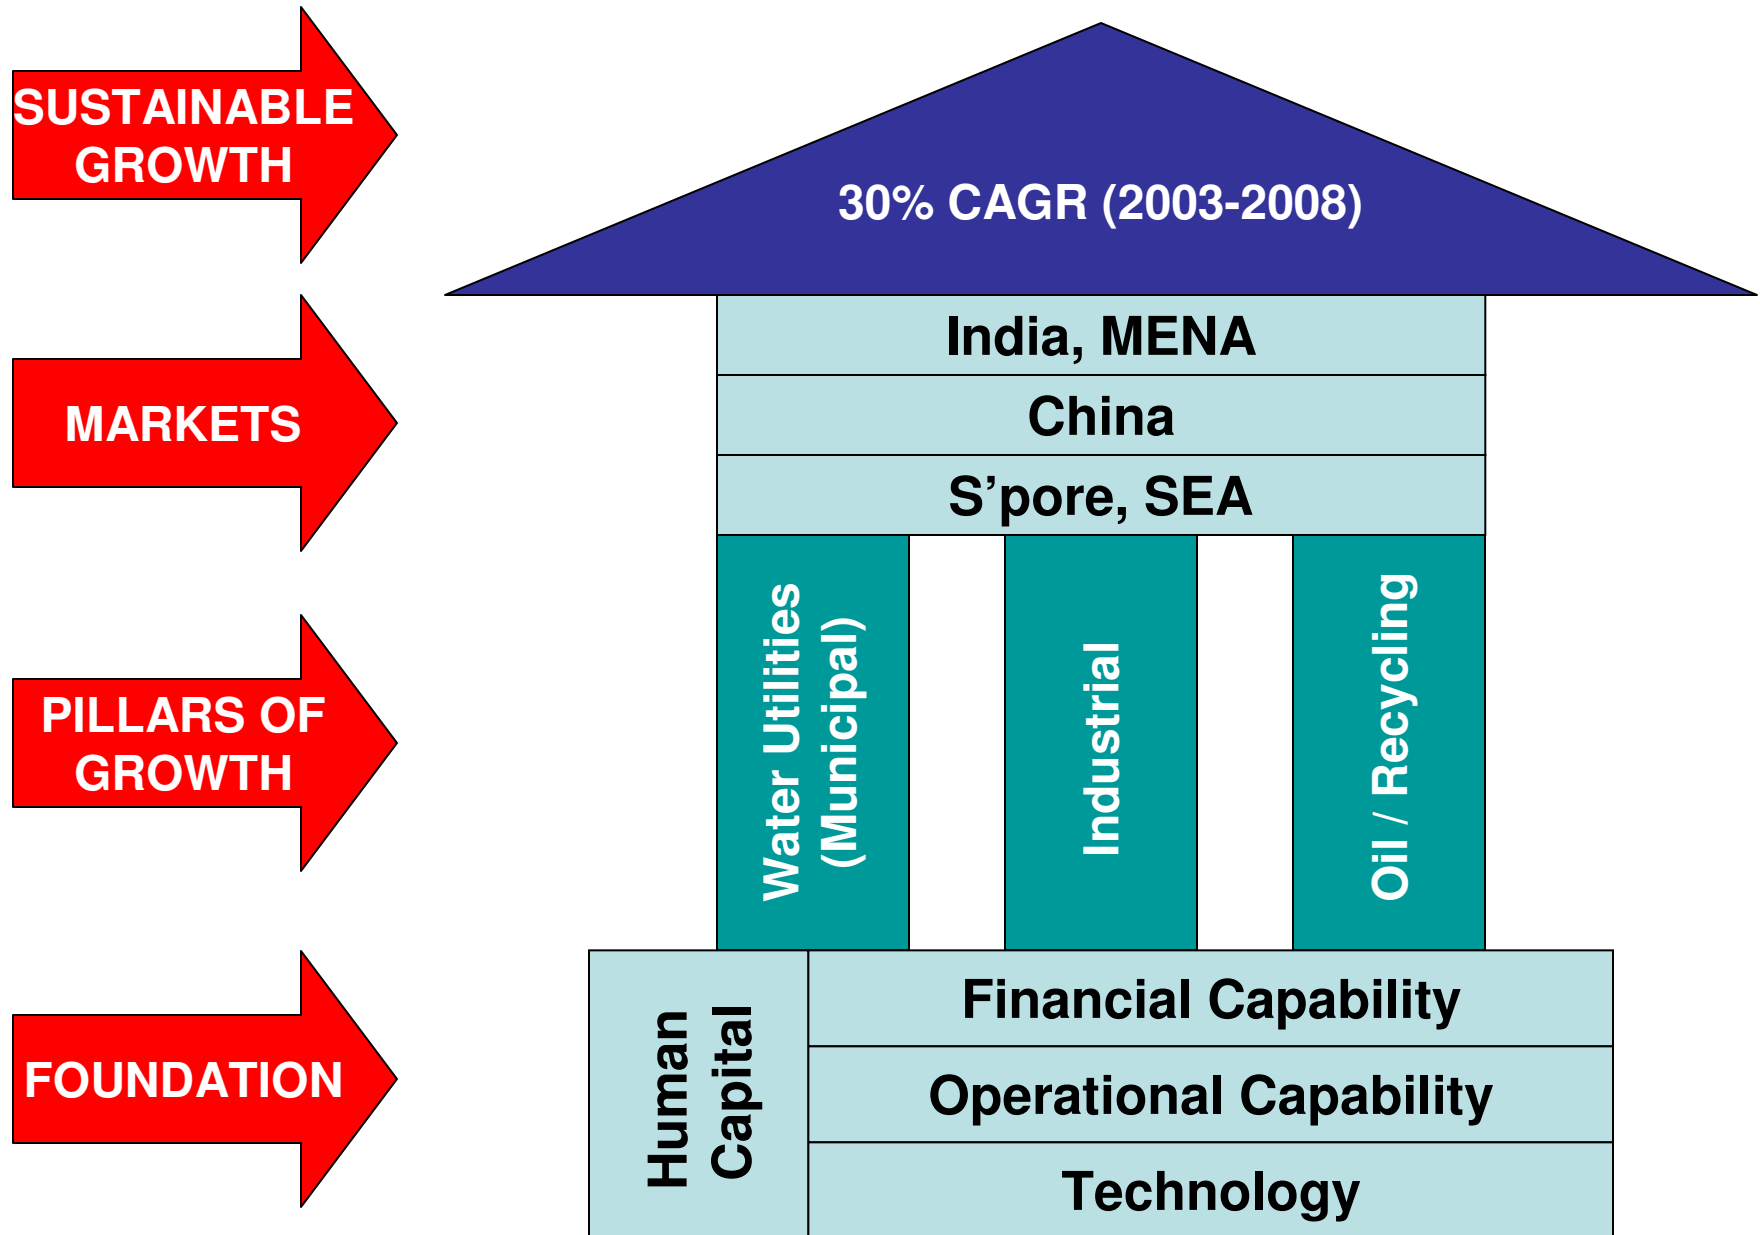 SUSTAINABLE
GROWTH
30% CAGR (2003-2008)
MARKETS
India, MENA
China
S’pore, SEA
PILLARS OF
GROWTH
Water Utilities
(Municipal)
Industrial
Oil / Recycling
FOUNDATION
Human
Capital
Financial Capability
Operational Capability
Technology